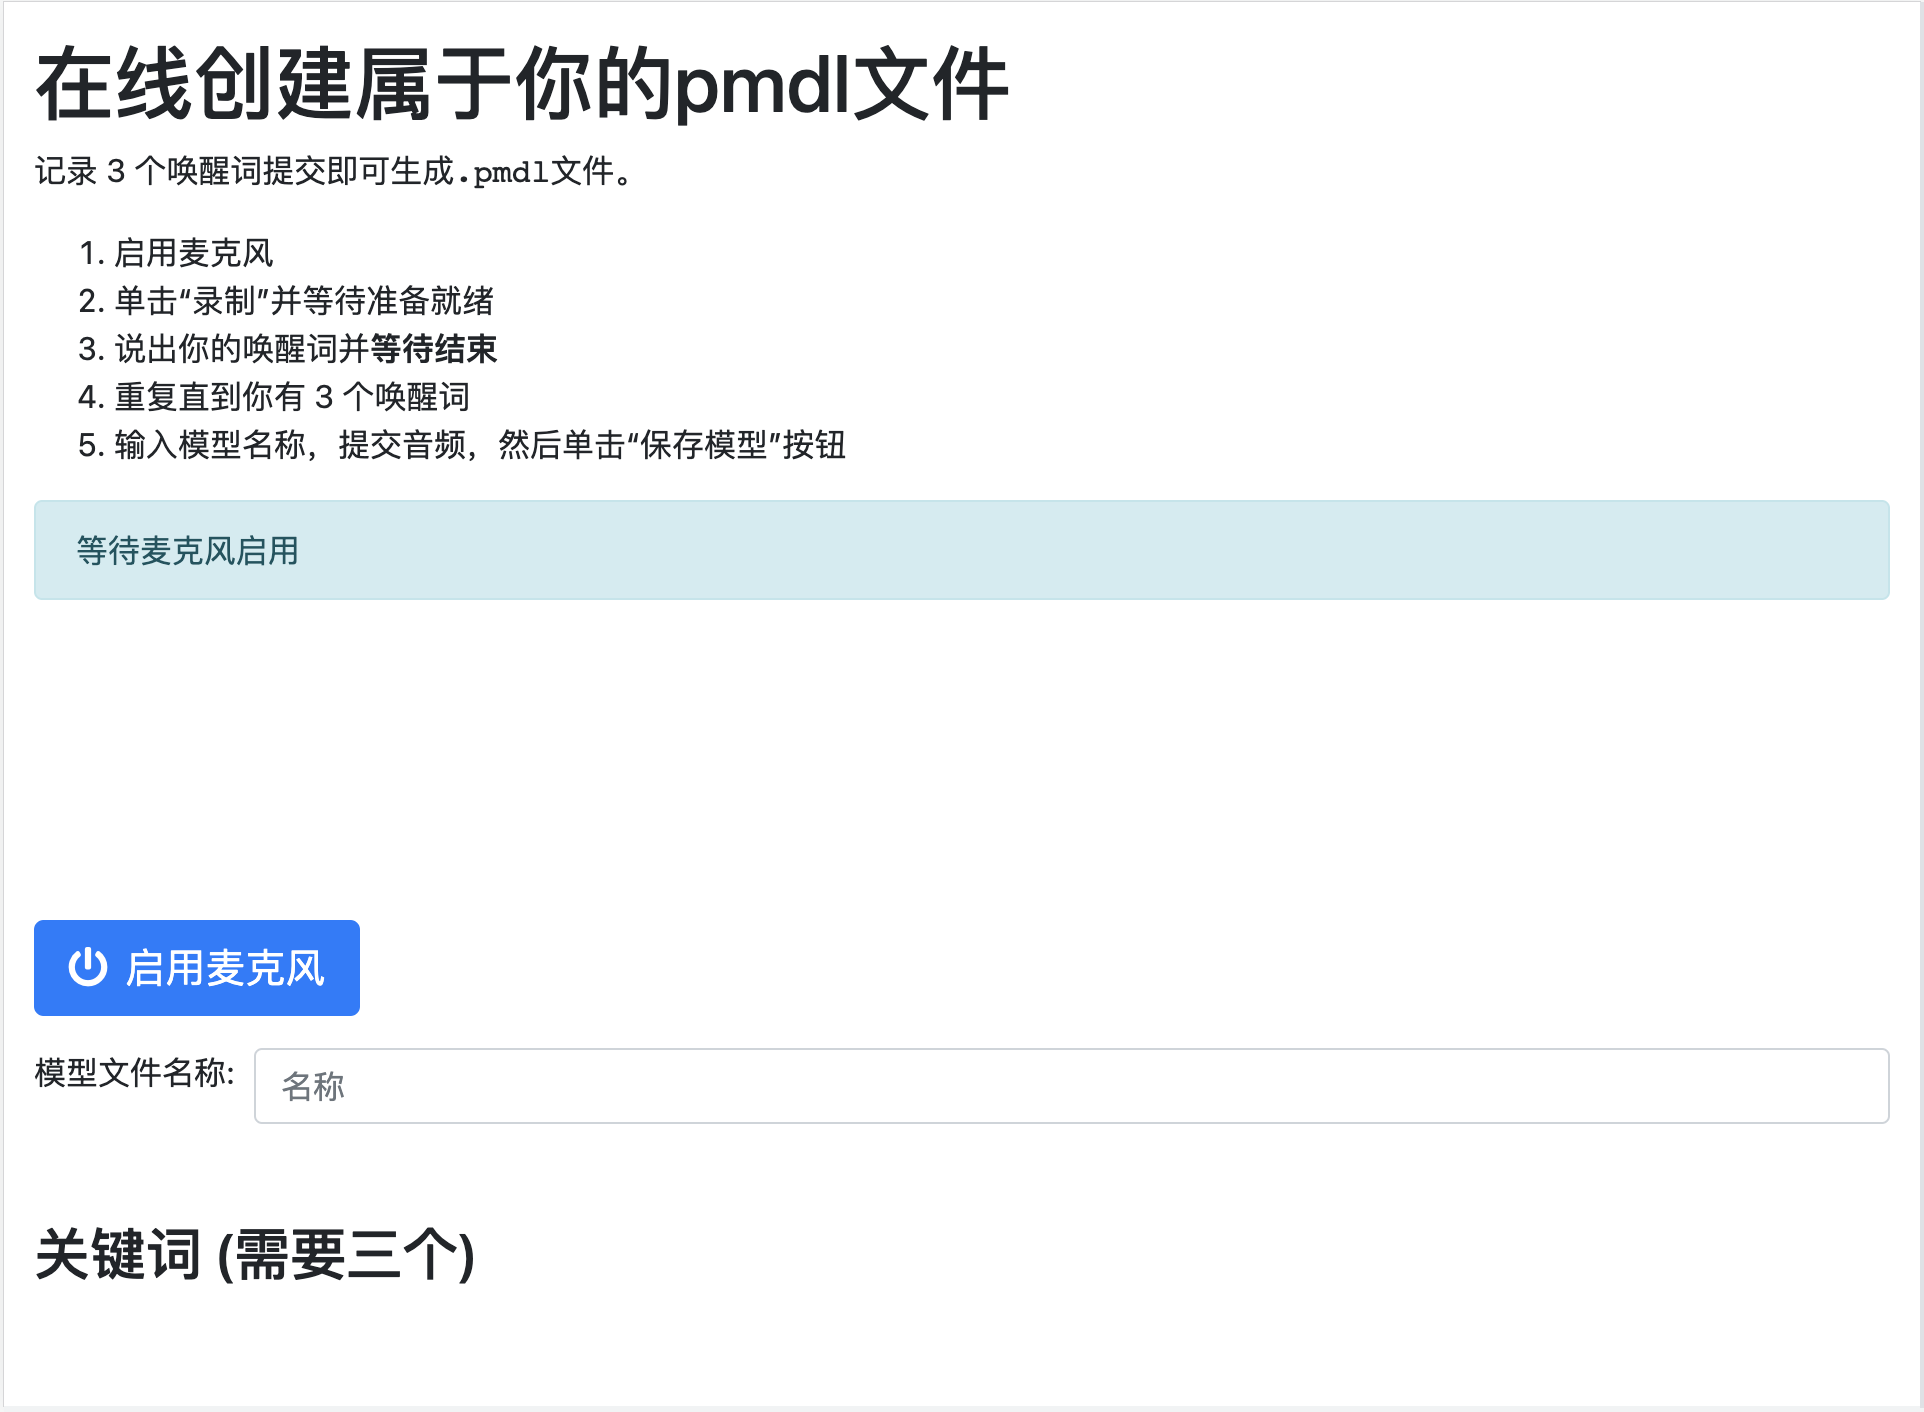 在线创建属于你的pmdl文件
记录 3 个唤醒词提交即可生成.pmdl文件。
1. 启用麦克风
2. 单击“录制”并等待准备就绪
3. 说出你的唤醒词并等待结束
4. 重复直到你有 3 个唤醒词
5. 输入模型名称，提交音频，然后单击“保存模型”按钮
等待麦克风启用
启用麦克风
模型文件名称: 名称
关键词 (需要三个)